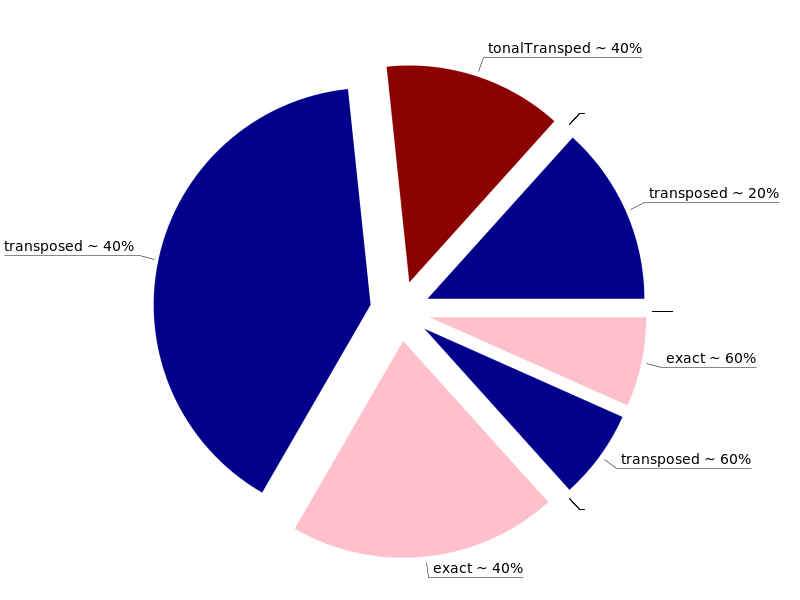 tonalTransped ~ 40%
transposed ~ 20%
transposed ~ 40%
exact ~ 60%
transposed ~ 60%
exact ~ 40%